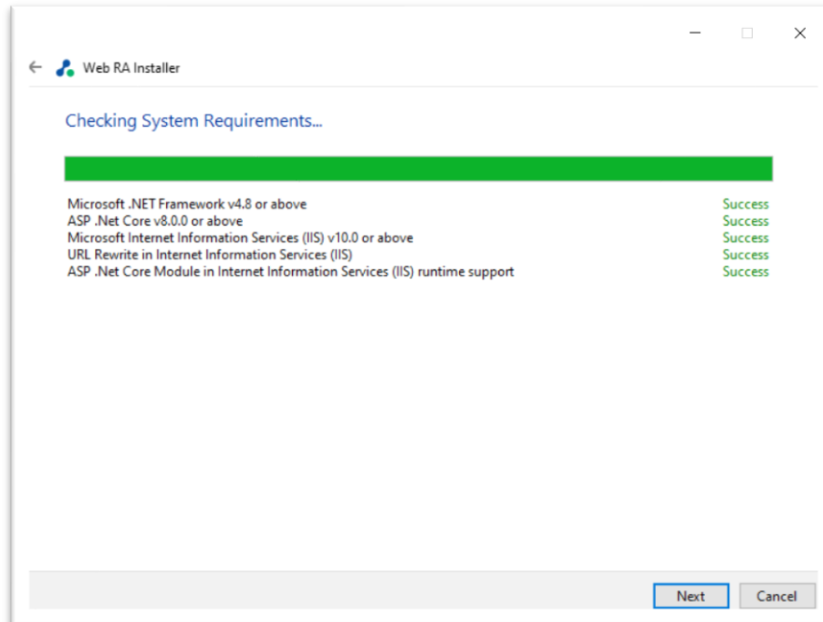 Web RA Installer
Checking System Requirements...
Microsoft .NET Framework v4.8 or above Success
ASP .Net Core v8.0.0 or above Success
Microsoft Internet Information Services (IIS) v10.0 or above Success
URL Rewrite in Internet Information Services (IIS) Success
ASP .Net Core Module in Internet Information Services (IIS) runtime support Success
Next Cancel